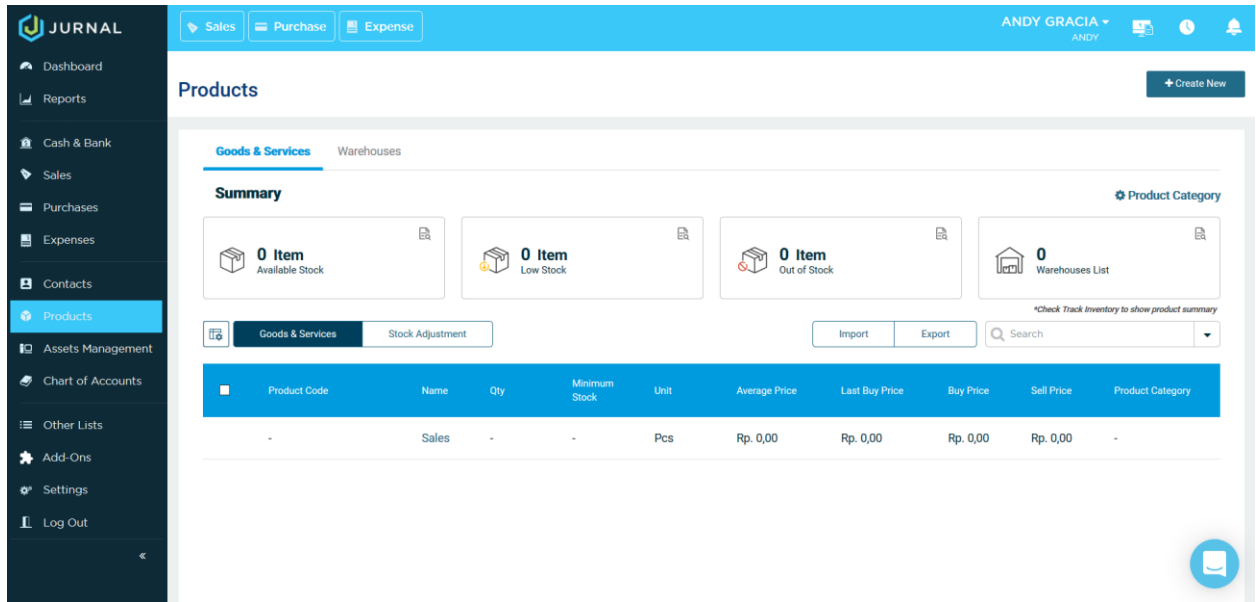 JURNAL
Sales
Purchase
Expense
ANDY GRACIA
ANDY
Dashboard
Reports
Cash & Bank
Sales
Purchases
Expenses
Contacts
Products
Assets Management
Chart of Accounts
Other Lists
Add-Ons
Settings
Log Out
Products
+ Create New
Goods & Services
Warehouses
Summary
Product Category
0 Item
Available Stock
0 Item
Low Stock
0 Item
Out of Stock
0
Warehouses List
*Check Track Inventory to show product summary
Goods & Services
Stock Adjustment
Import
Export
Search
Product Code
Name
Qty
Minimum
Stock
Unit
Average Price
Last Buy Price
Buy Price
Sell Price
Product Category
-
Sales
-
-
Pcs
Rp. 0,00
Rp. 0,00
Rp. 0,00
Rp. 0,00
-